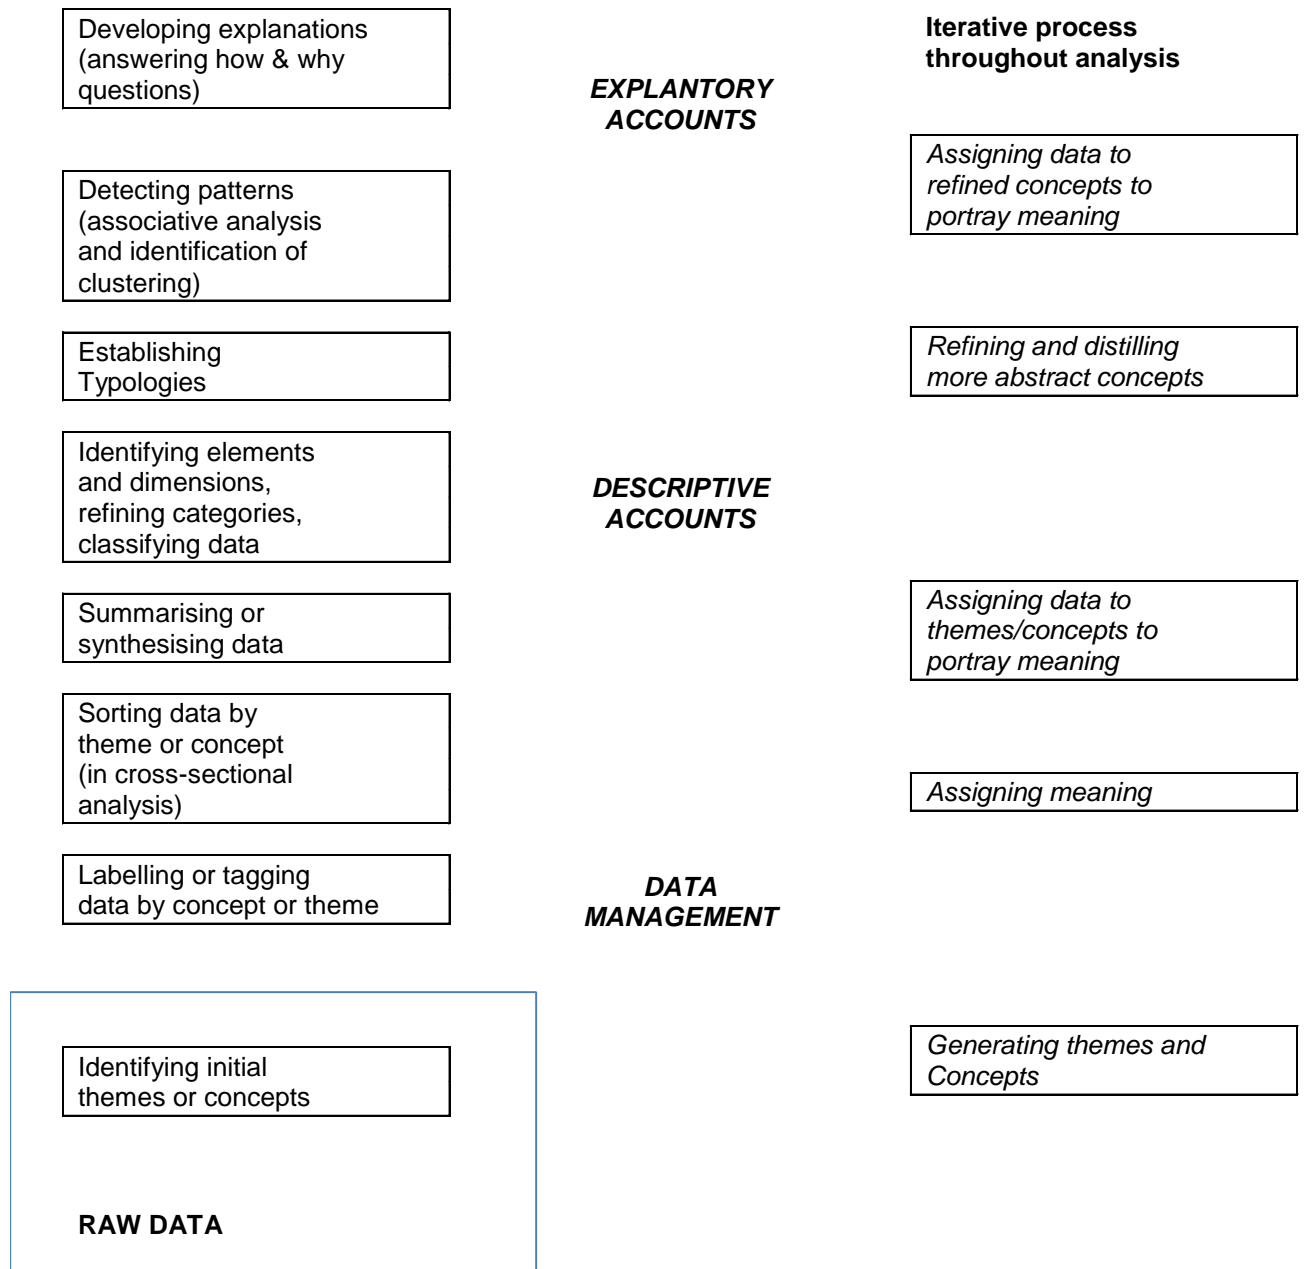 Developing explanations
(answering how & why
questions)
Detecting patterns
(associative analysis
and identification of
clustering)
Establishing
Typologies
Identifying elements
and dimensions,
refining categories,
classifying data
Summarising or
synthesising data
Sorting data by
theme or concept
(in cross-sectional
analysis)
Labelling or tagging
data by concept or theme
Identifying initial
themes or concepts
RAW DATA
EXPLANTORY
ACCOUNTS
DESCRIPTIVE
ACCOUNTS
DATA
MANAGEMENT
Iterative process
throughout analysis
Assigning data to
refined concepts to
portray meaning
Refining and distilling
more abstract concepts
Assigning data to
themes/concepts to
portray meaning
Assigning meaning
Generating themes and
Concepts